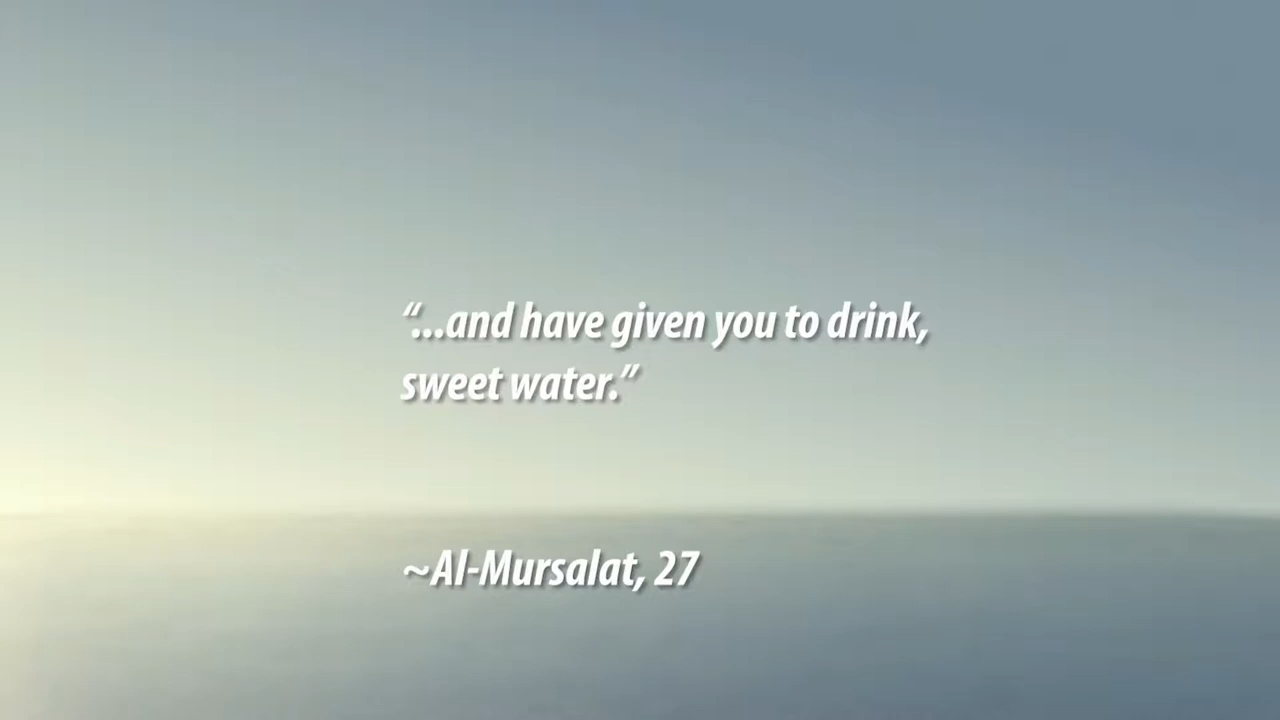 “...and have given you to drink,
sweet water.”
~Al-Mursalat, 27